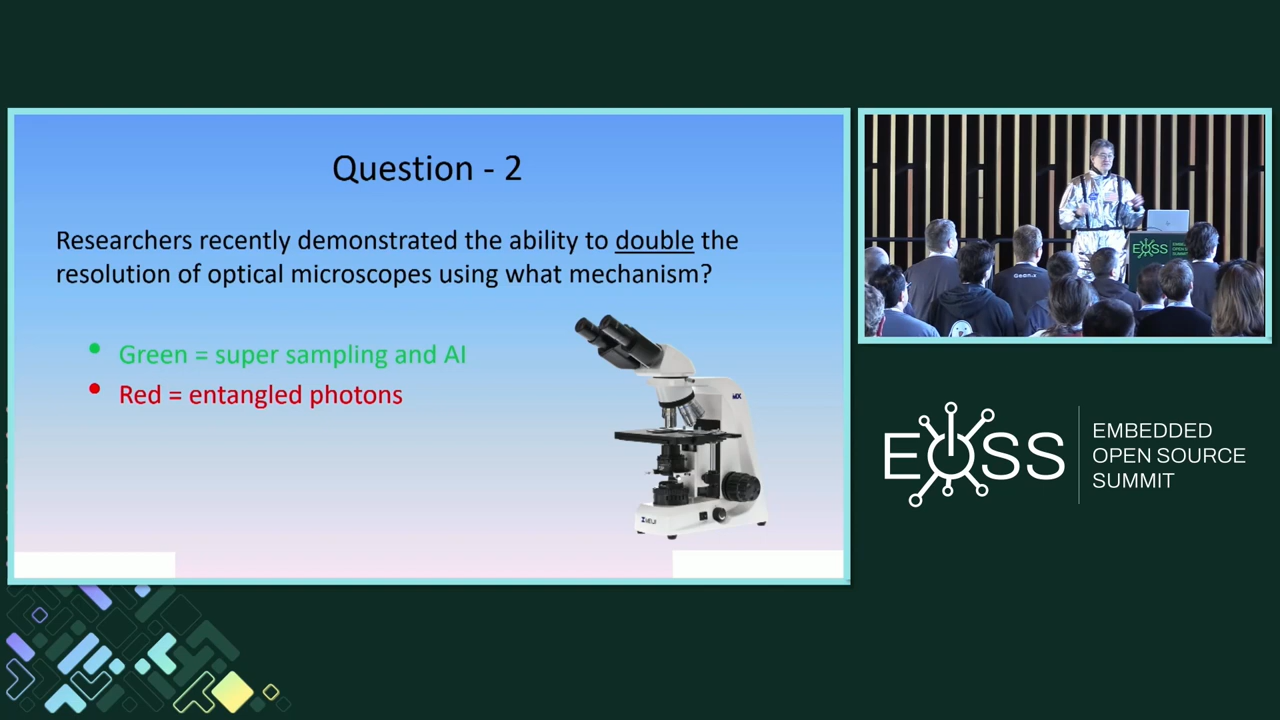 Question - 2
Researchers recently demonstrated the ability to double the
resolution of optical microscopes using what mechanism?
• Green = super sampling and AI
• Red = entangled photons
EOSS
EMBEDDED
OPEN SOURCE
SUMMIT
EOSS